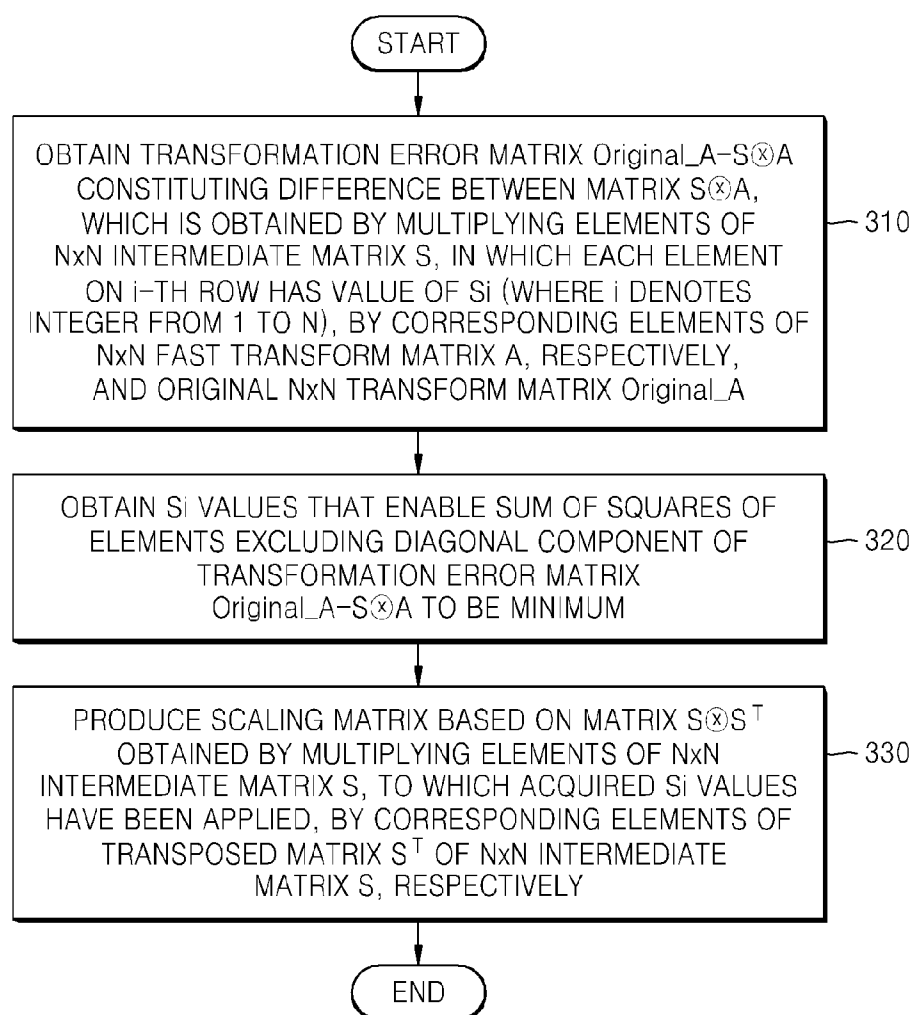 START
OBTAIN TRANSFORMATION ERROR MATRIX Original_A-SⓧA
CONSTITUTING DIFFERENCE BETWEEN MATRIX SⓧA,
WHICH IS OBTAINED BY MULTIPLYING ELEMENTS OF
NxN INTERMEDIATE MATRIX S, IN WHICH EACH ELEMENT
ON i-TH ROW HAS VALUE OF Si (WHERE i DENOTES
INTEGER FROM 1 TO N), BY CORRESPONDING ELEMENTS OF
NxN FAST TRANSFORM MATRIX A, RESPECTIVELY,
AND ORIGINAL NxN TRANSFORM MATRIX Original_A
310
OBTAIN Si VALUES THAT ENABLE SUM OF SQUARES OF
ELEMENTS EXCLUDING DIAGONAL COMPONENT OF
TRANSFORMATION ERROR MATRIX
Original_A-SⓧA TO BE MINIMUM
320
PRODUCE SCALING MATRIX BASED ON MATRIX SⓧS^T
OBTAINED BY MULTIPLYING ELEMENTS OF NxN
INTERMEDIATE MATRIX S, TO WHICH ACQUIRED Si VALUES
HAVE BEEN APPLIED, BY CORRESPONDING ELEMENTS OF
TRANSPOSED MATRIX S^T OF NxN INTERMEDIATE
MATRIX S, RESPECTIVELY
330
END